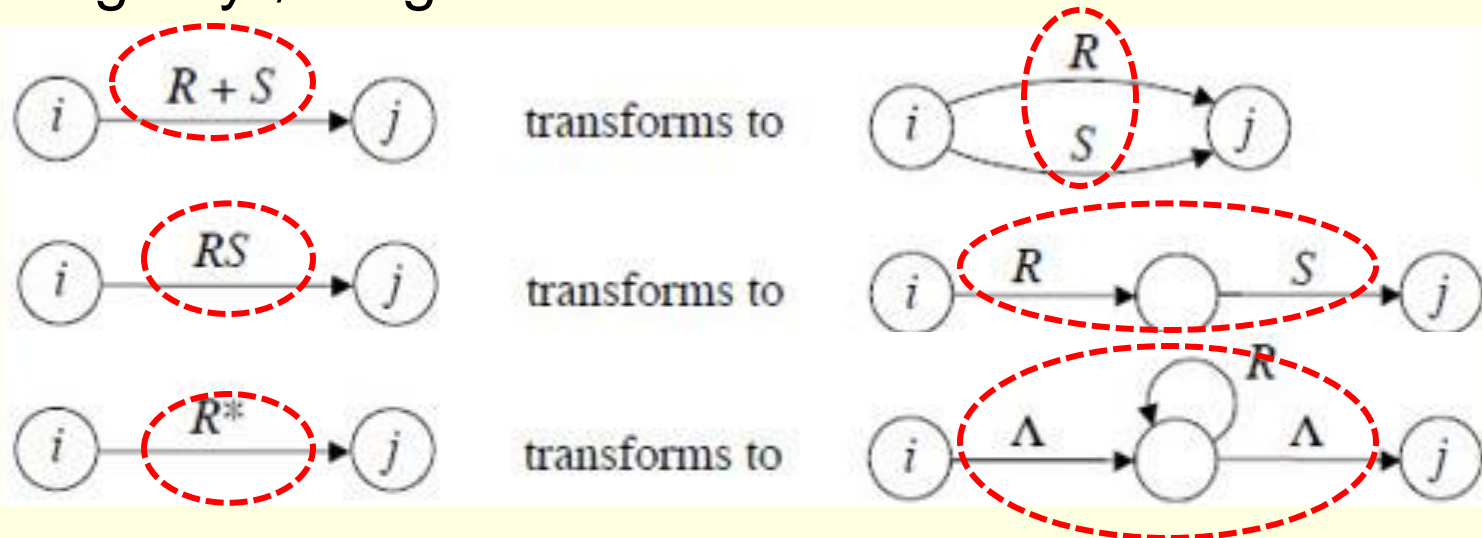 R + S
i j transforms to i R S j
RS
i j transforms to i R S j
R*
i j transforms to i Λ R Λ j